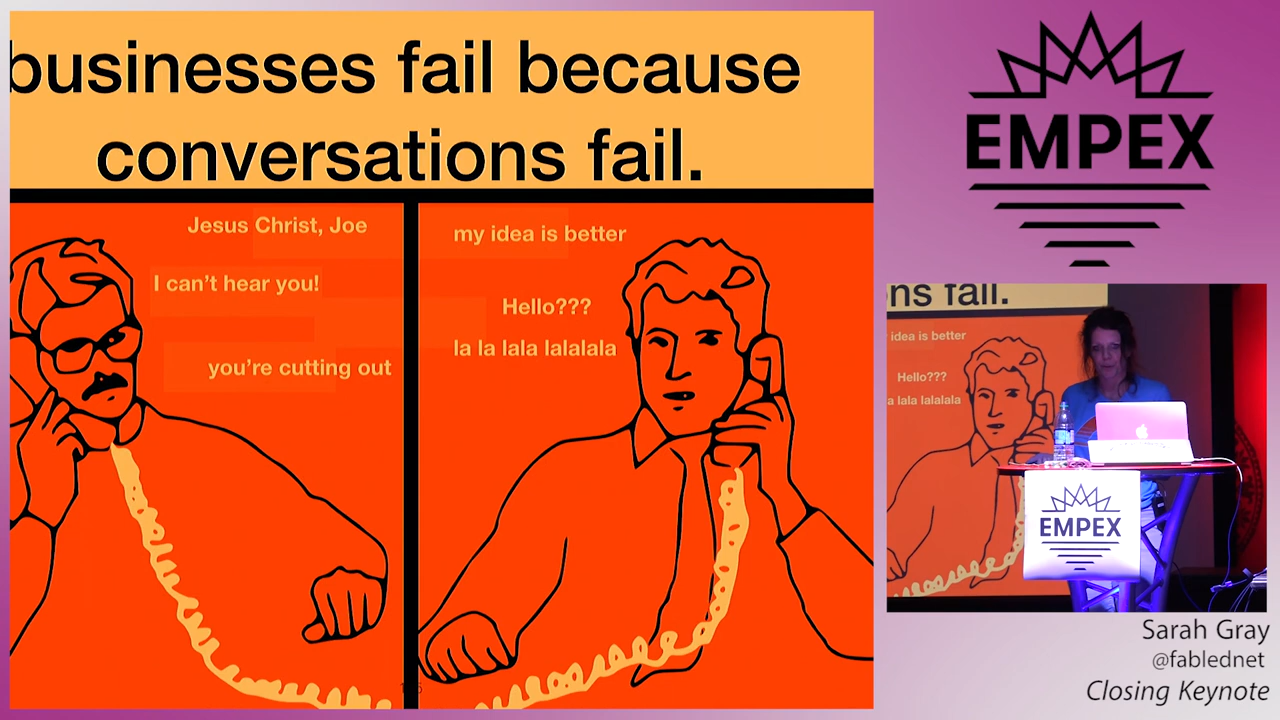 businesses fail because
conversations fail.
Jesus Christ, Joe
I can't hear you!
you're cutting out
my idea is better
Hello???
la la lala lalalala
EMPEX
ns fail.
idea is better
Hello???
a lala lalalala
EMPEX
Sarah Gray
@fablednet
Closing Keynote